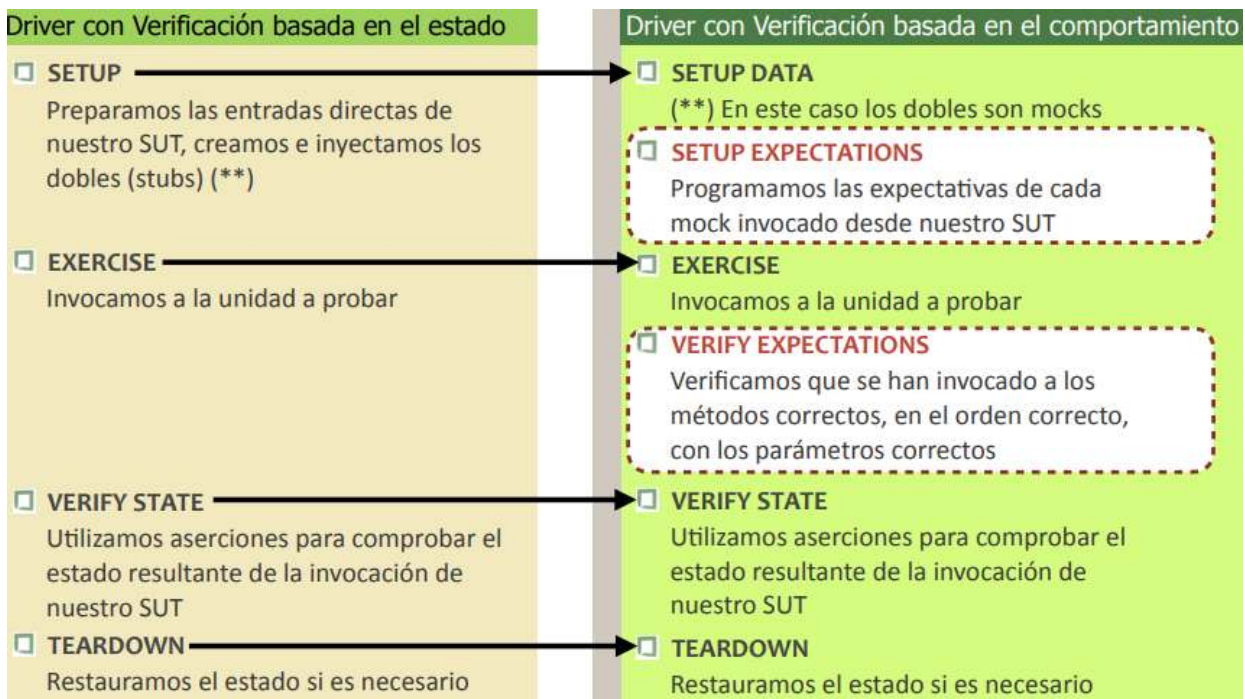 Driver con Verificación basada en el estado
SETUP
Preparamos las entradas directas de
nuestro SUT, creamos e inyectamos los
dobles (stubs) (**)
EXERCISE
Invocamos a la unidad a probar
VERIFY STATE
Utilizamos aserciones para comprobar el
estado resultante de la invocación de
nuestro SUT
TEARDOWN
Restauramos el estado si es necesario
Driver con Verificación basada en el comportamiento
SETUP DATA
(**) En este caso los dobles son mocks
SETUP EXPECTATIONS
Programamos las expectativas de cada
mock invocado desde nuestro SUT
EXERCISE
Invocamos a la unidad a probar
VERIFY EXPECTATIONS
Verificamos que se han invocado a los
métodos correctos, en el orden correcto,
con los parámetros correctos
VERIFY STATE
Utilizamos aserciones para comprobar el
estado resultante de la invocación de
nuestro SUT
TEARDOWN
Restauramos el estado si es necesario